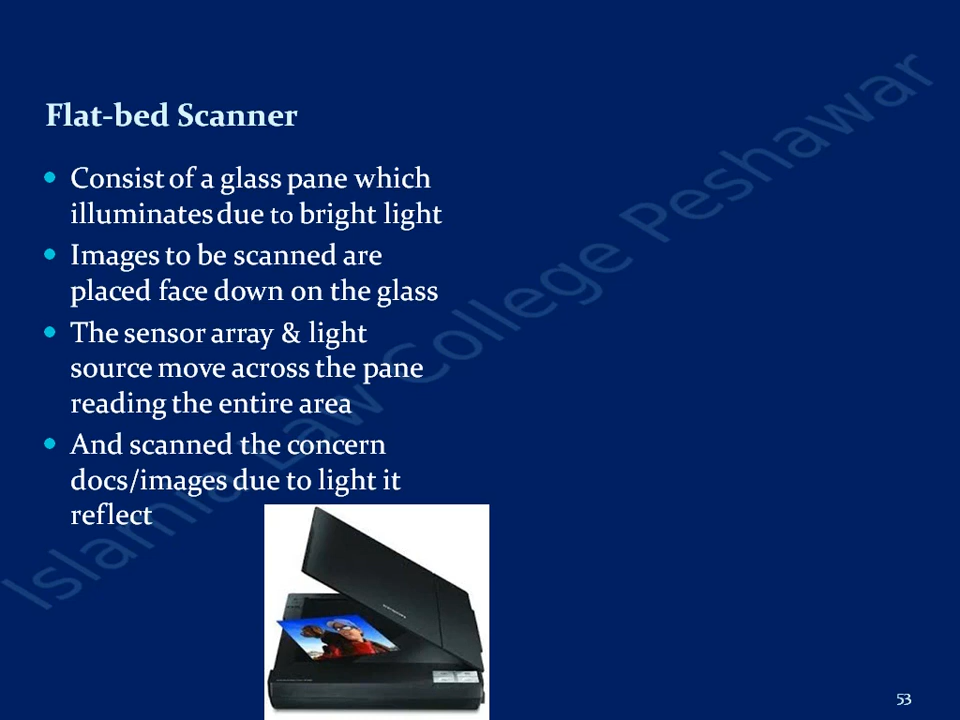 Flat-bed Scanner
• Consist of a glass pane which
illuminates due to bright light
• Images to be scanned are
placed face down on the glass
• The sensor array & light
source move across the pane
reading the entire area
• And scanned the concern
docs/images due to light it
reflect
Islamia Law College Peshawar
53